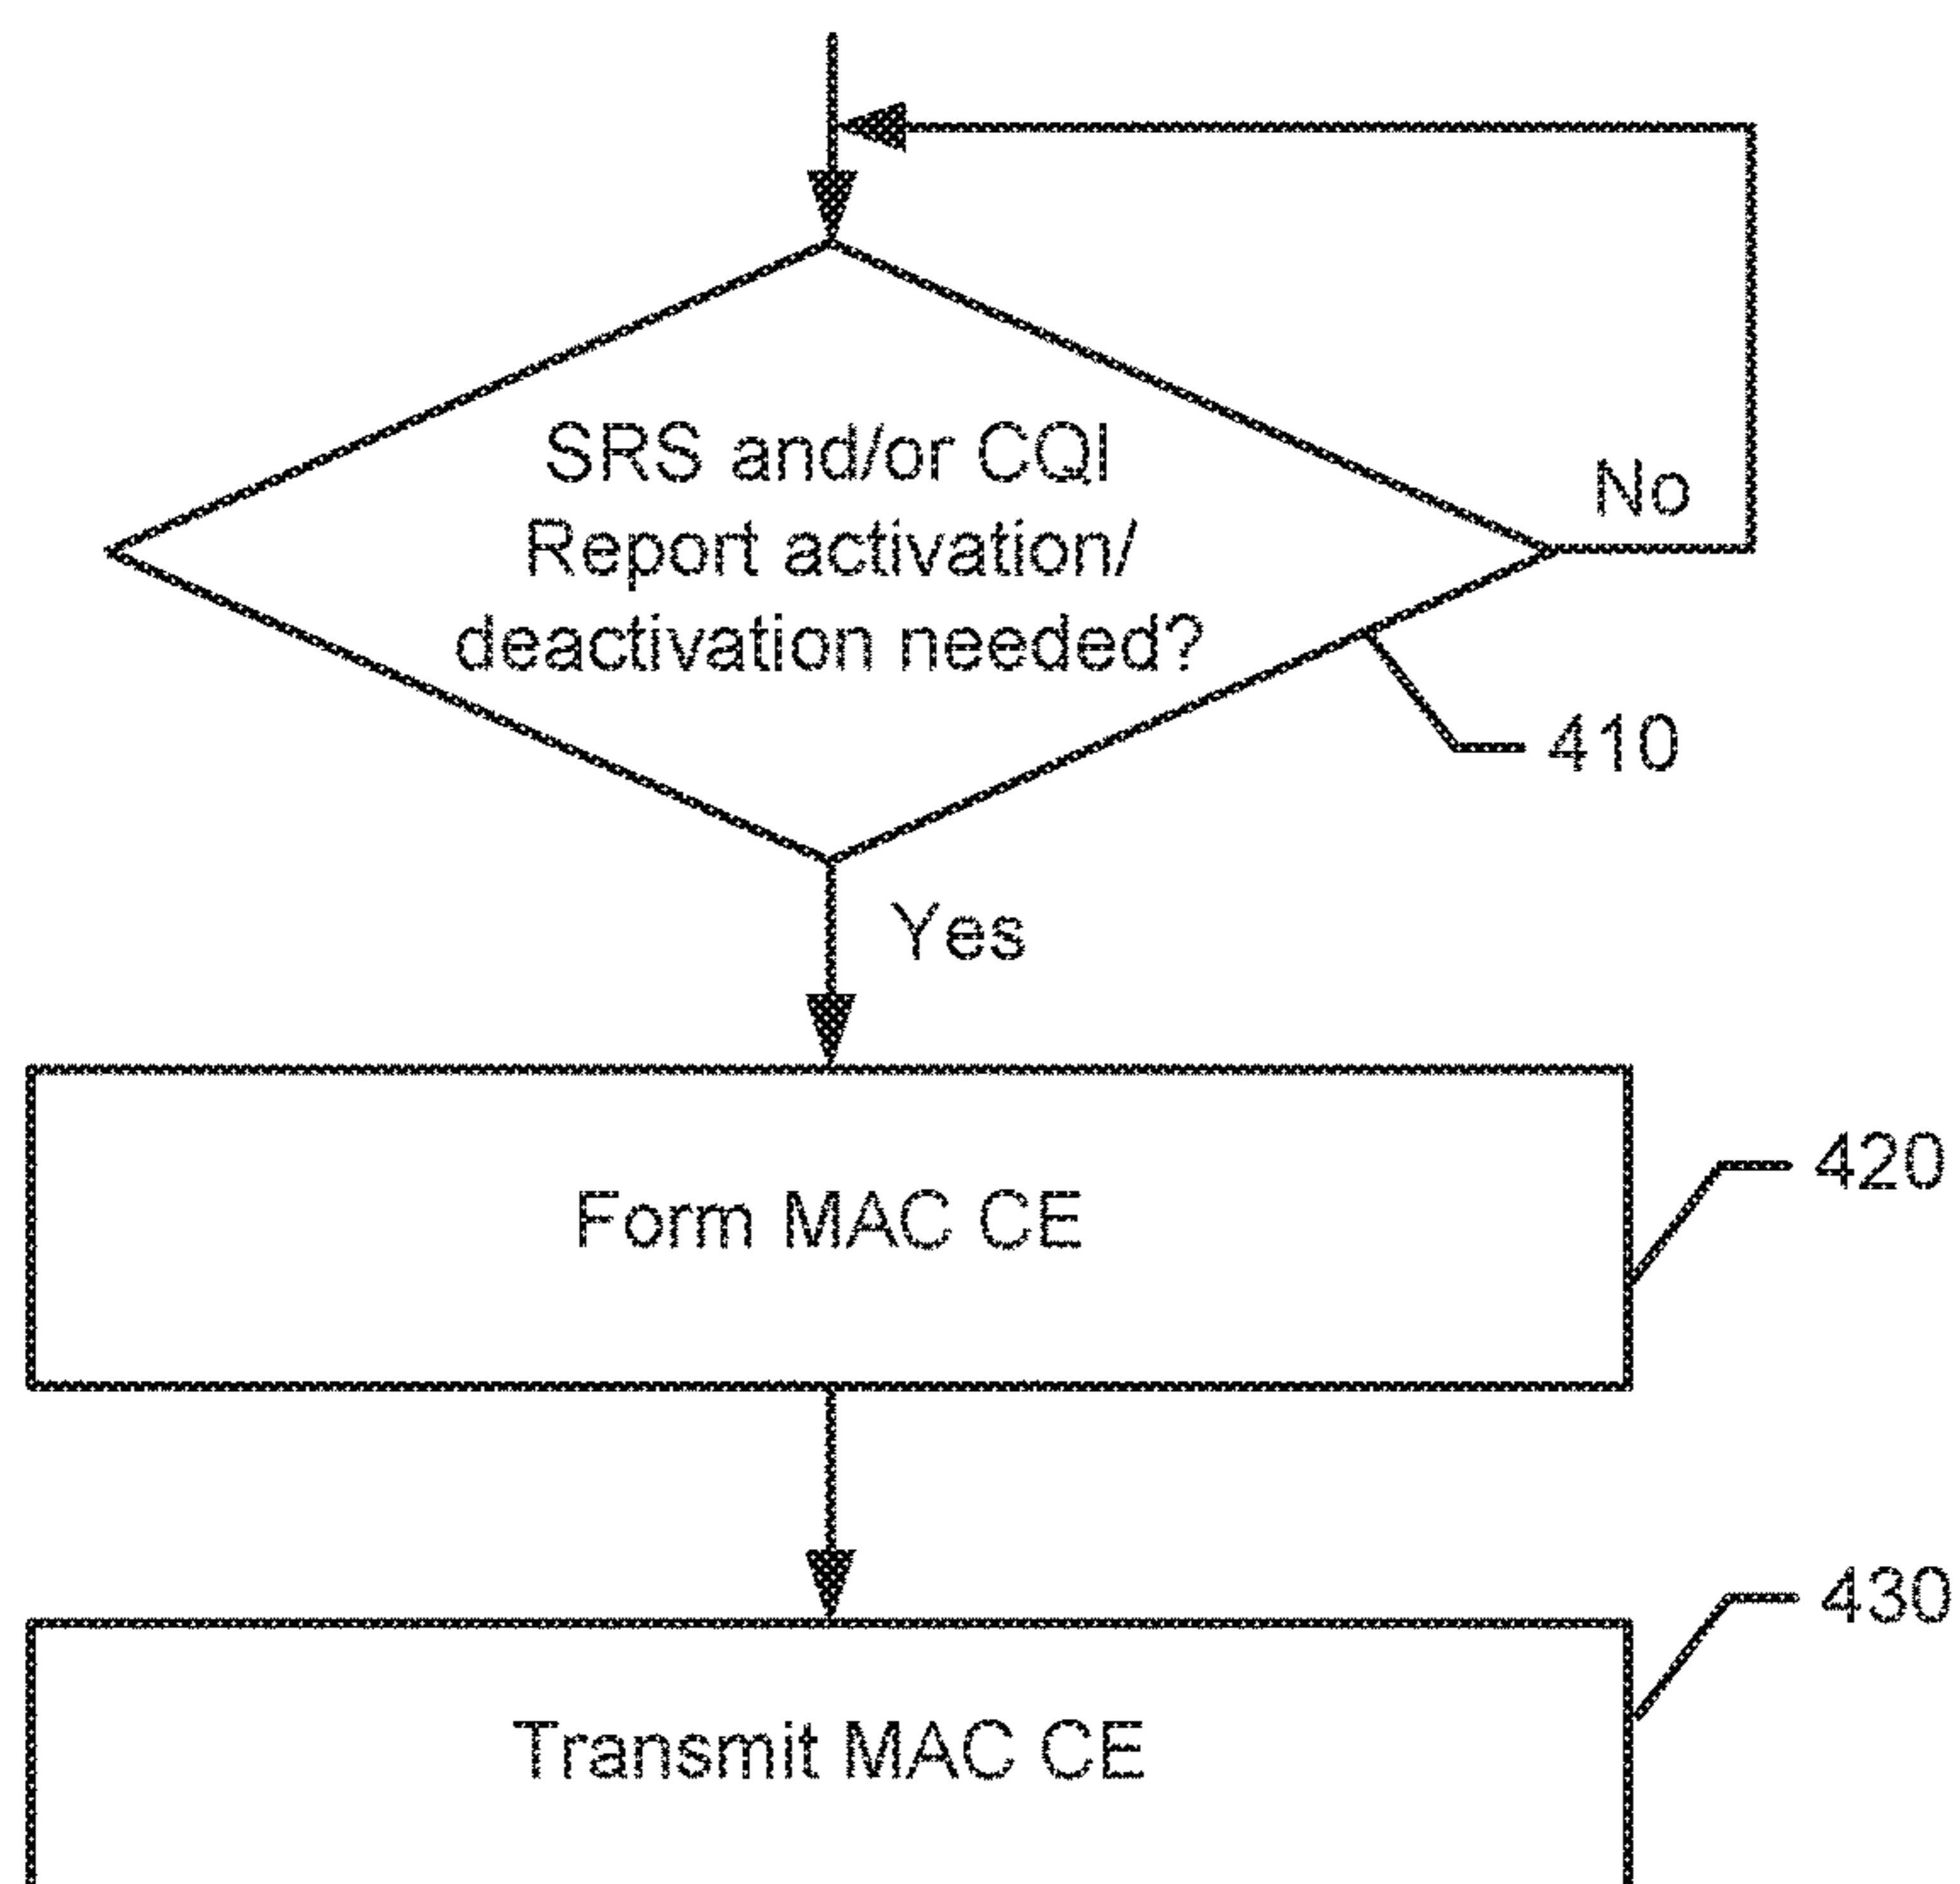 SRS and/or CQI
Report activation/
deactivation needed?
No
410
Yes
Form MAC CE
420
Transmit MAC CE
430